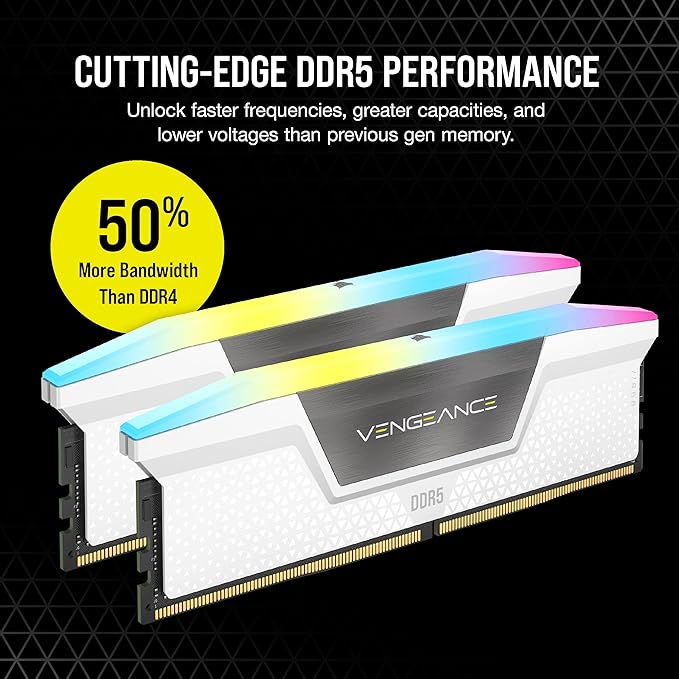 CUTTING-EDGE DDR5 PERFORMANCE
Unlock faster frequencies, greater capacities, and
lower voltages than previous gen memory.
50%
More Bandwidth
Than DDR4
VENGEANCE
DDR5